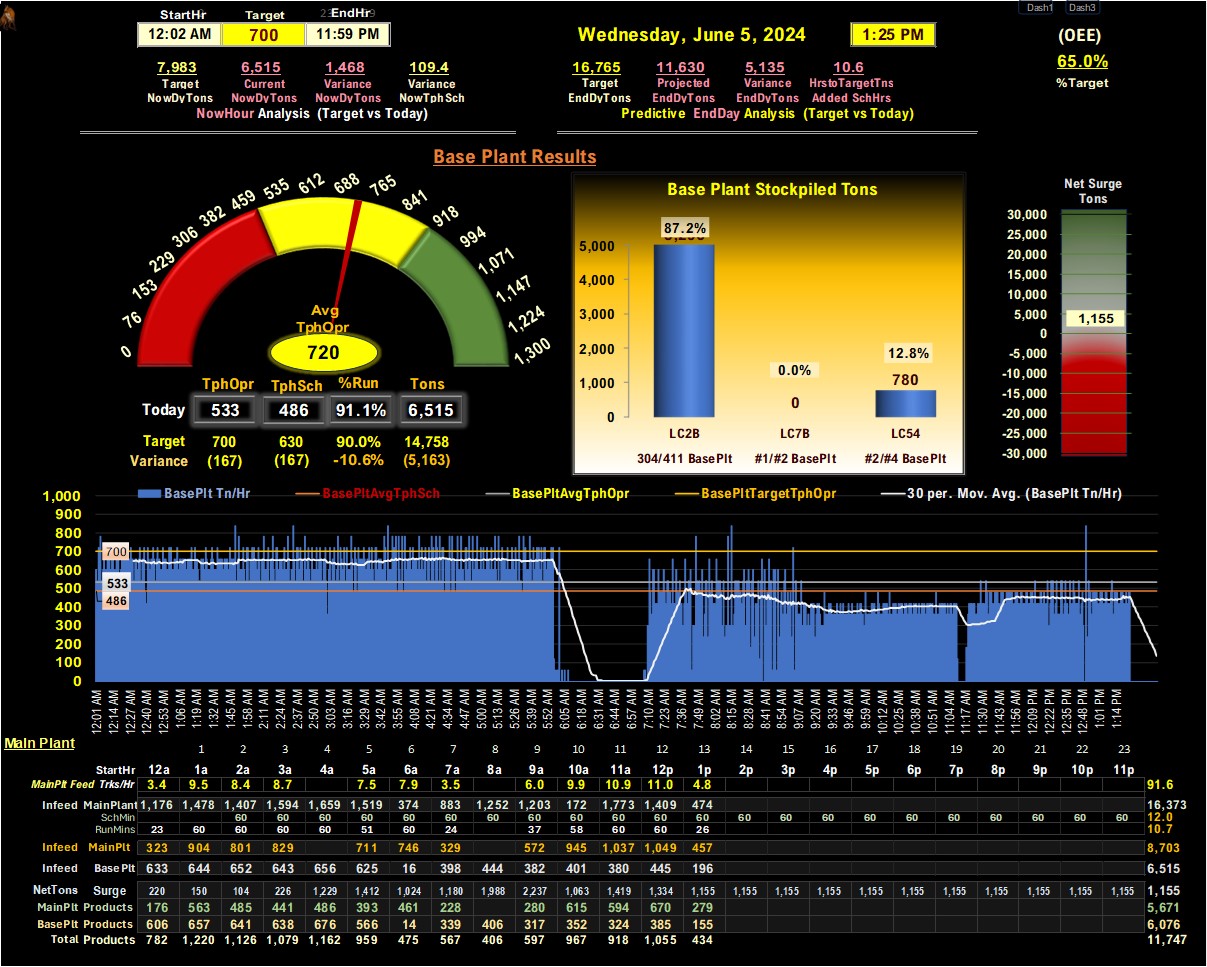 Dash1 Dash3
StartHr Target EndHr
12:02 AM 700 11:59 PM
Wednesday, June 5, 2024 1:25 PM
(OEE)
65.0%
%Target
7,983 6,515 1,468 109.4
Target Current Variance Variance
NowDyTons NowDyTons NowDyTons NowTphSch
NowHour Analysis (Target vs Today)
16,765 11,630 5,135 10.6
Target Projected Variance HrstoTargetTns
EndDyTons EndDyTons EndDyTons Added SchHrs
Predictive EndDay Analysis (Target vs Today)
Base Plant Results
0 76 153 229 306 382 459 535 612 688 765 841 918 994 1,071 1,147 1,224 1,300
Avg
TphOpr
720
TphOpr TphSch %Run Tons
Today 533 486 91.1% 6,515
Target 700 630 90.0% 14,758
Variance (167) (167) -10.6% (5,163)
Base Plant Stockpiled Tons
87.2%
5,000
4,000
3,000
2,000
1,000
0
0.0%
0
12.8%
780
LC2B LC7B LC54
304/411 BasePlt #1/#2 BasePlt #2/#4 BasePlt
Net Surge
Tons
30,000
25,000
20,000
15,000
10,000
5,000
0
-5,000
-10,000
-15,000
-20,000
-25,000
-30,000
1,155
BasePlt Tn/Hr BasePltAvgTphSch BasePltAvgTphOpr BasePltTargetTphOpr 30 per. Mov. Avg. (BasePlt Tn/Hr)
1,000
900
800
700
600
500
400
300
200
100
0
700
533
486
12:01 AM 12:14 AM 12:27 AM 12:40 AM 12:53 AM 1:06 AM 1:19 AM 1:32 AM 1:45 AM 1:58 AM 2:11 AM 2:24 AM 2:37 AM 2:50 AM 3:03 AM 3:16 AM 3:29 AM 3:42 AM 3:55 AM 4:08 AM 4:21 AM 4:34 AM 4:47 AM 5:00 AM 5:13 AM 5:26 AM 5:39 AM 5:52 AM 6:05 AM 6:18 AM 6:31 AM 6:44 AM 6:57 AM 7:10 AM 7:23 AM 7:36 AM 7:49 AM 8:02 AM 8:15 AM 8:28 AM 8:41 AM 8:54 AM 9:07 AM 9:20 AM 9:33 AM 9:46 AM 9:59 AM 10:12 AM 10:25 AM 10:38 AM 10:51 AM 11:04 AM 11:17 AM 11:30 AM 11:43 AM 11:56 AM 12:09 PM 12:22 PM 12:35 PM 12:48 PM 1:01 PM 1:14 PM
Main Plant
1 2 3 4 5 6 7 8 9 10 11 12 13 14 15 16 17 18 19 20 21 22 23
StartHr 12a 1a 2a 3a 4a 5a 6a 7a 8a 9a 10a 11a 12p 1p 2p 3p 4p 5p 6p 7p 8p 9p 10p 11p
MainPlt Feed Trks/Hr 3.4 9.5 8.4 8.7 7.5 7.9 3.5 6.0 9.9 10.9 11.0 4.8 91.6
Infeed MainPlant 1,176 1,478 1,407 1,594 1,659 1,519 374 883 1,252 1,203 172 1,773 1,409 474 16,373
SchMin 60 60 60 60 60 60 60 60 60 60 60 60 60 60 60 60 60 60 60 60 60 60 12.0
RunMins 23 60 60 60 60 51 60 24 37 58 60 60 26 10.7
Infeed MainPlt 323 904 801 829 711 746 329 572 945 1,037 1,049 457 8,703
Infeed BasePlt 633 644 652 643 656 625 16 398 444 382 401 380 445 196 6,515
NetTons Surge 220 150 104 226 1,229 1,412 1,024 1,180 1,988 2,237 1,063 1,419 1,334 1,155 1,155 1,155 1,155 1,155 1,155 1,155 1,155 1,155 1,155 1,155 1,155
MainPlt Products 176 563 485 441 486 393 461 228 280 615 594 670 279 5,671
BasePlt Products 606 657 641 638 676 566 14 339 406 317 352 324 385 155 6,076
Total Products 782 1,220 1,126 1,079 1,162 959 475 567 406 597 967 918 1,055 434 11,747